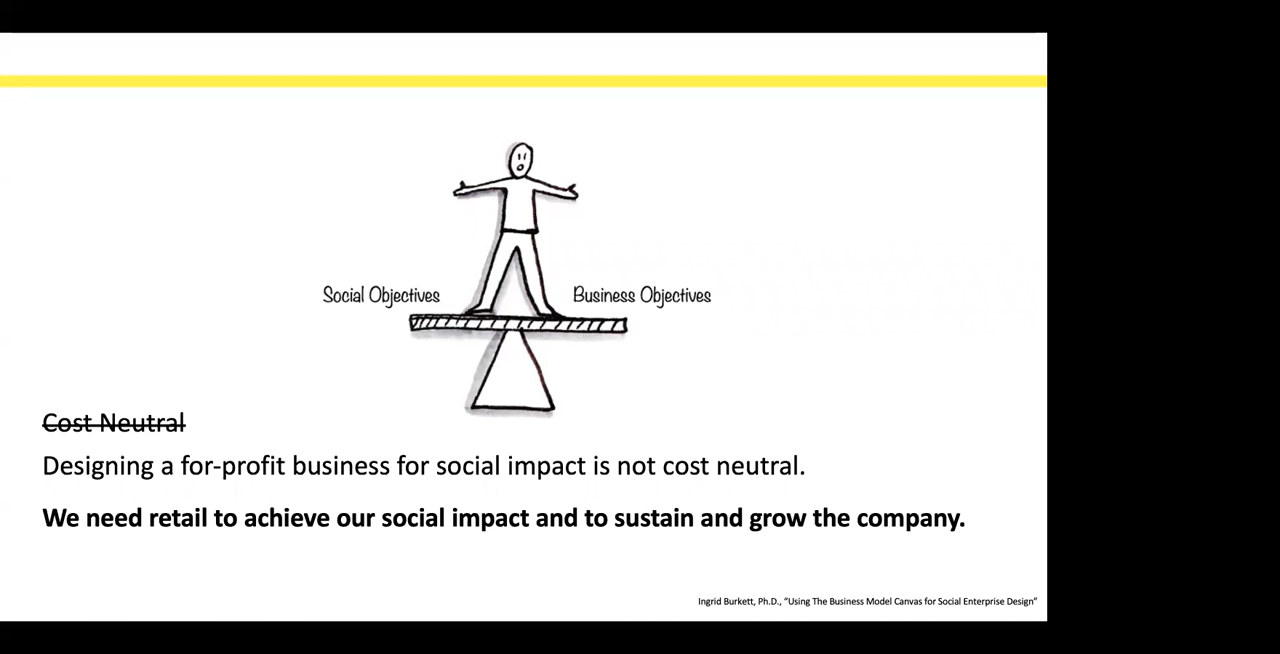 Social Objectives
Business Objectives
Cost Neutral
Designing a for-profit business for social impact is not cost neutral.
We need retail to achieve our social impact and to sustain and grow the company.
Ingrid Burkett, Ph.D., “Using The Business Model Canvas for Social Enterprise Design”